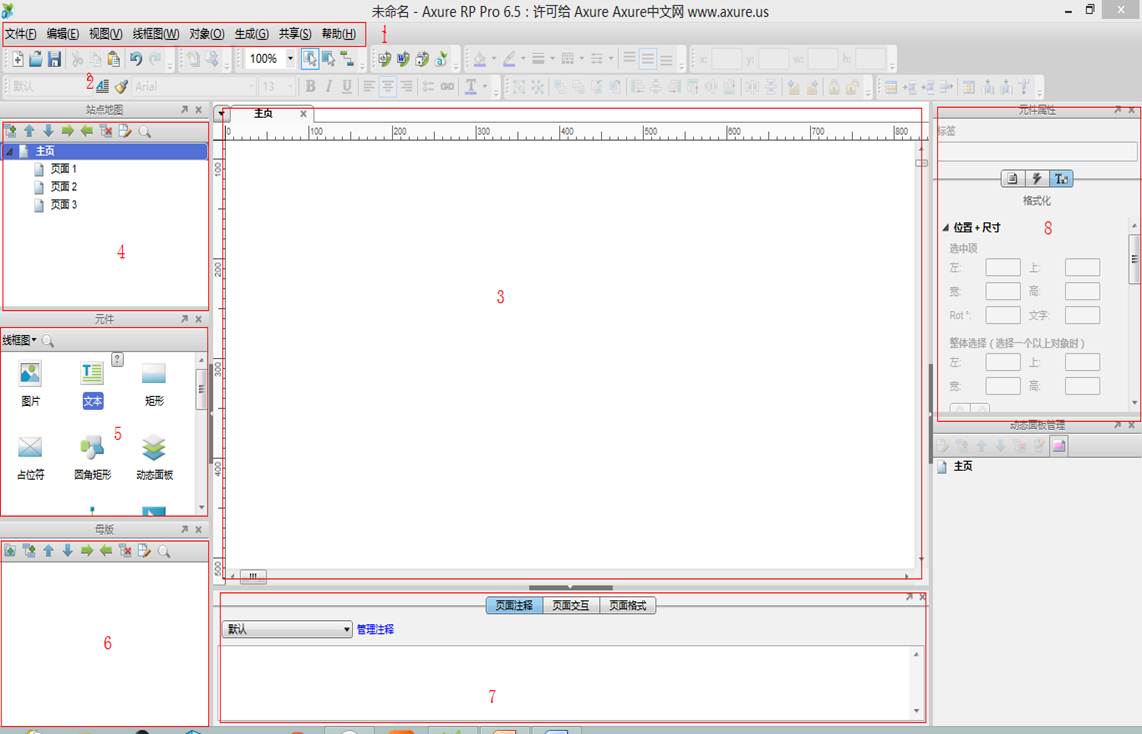 未命名 - Axure RP Pro 6.5 : 许可给 Axure Axure中文网 www.axure.us
文件(F) 编辑(E) 视图(V) 线框图(W) 对象(O) 生成(G) 共享(S) 帮助(H) 1
100% x: y: w: h:
默认 2 Arial 13 B I U
站点地图
主页
页面 1
页面 2
页面 3
4
元件
线框图
?
图片 文本 矩形
5
占位符 圆角矩形 动态面板
母版
6
主页
0 100 200 300 400 500 600 700 800
100
200
300
400
500
3
页面注释 页面交互 页面格式
默认 管理注释
7
元件属性
标签
格式化
位置 + 尺寸 8
选中项
左: 上:
宽: 高:
Rot °: 文字:
整体选择（选择一个以上对象时）
左: 上:
宽: 高:
动态面板管理
主页